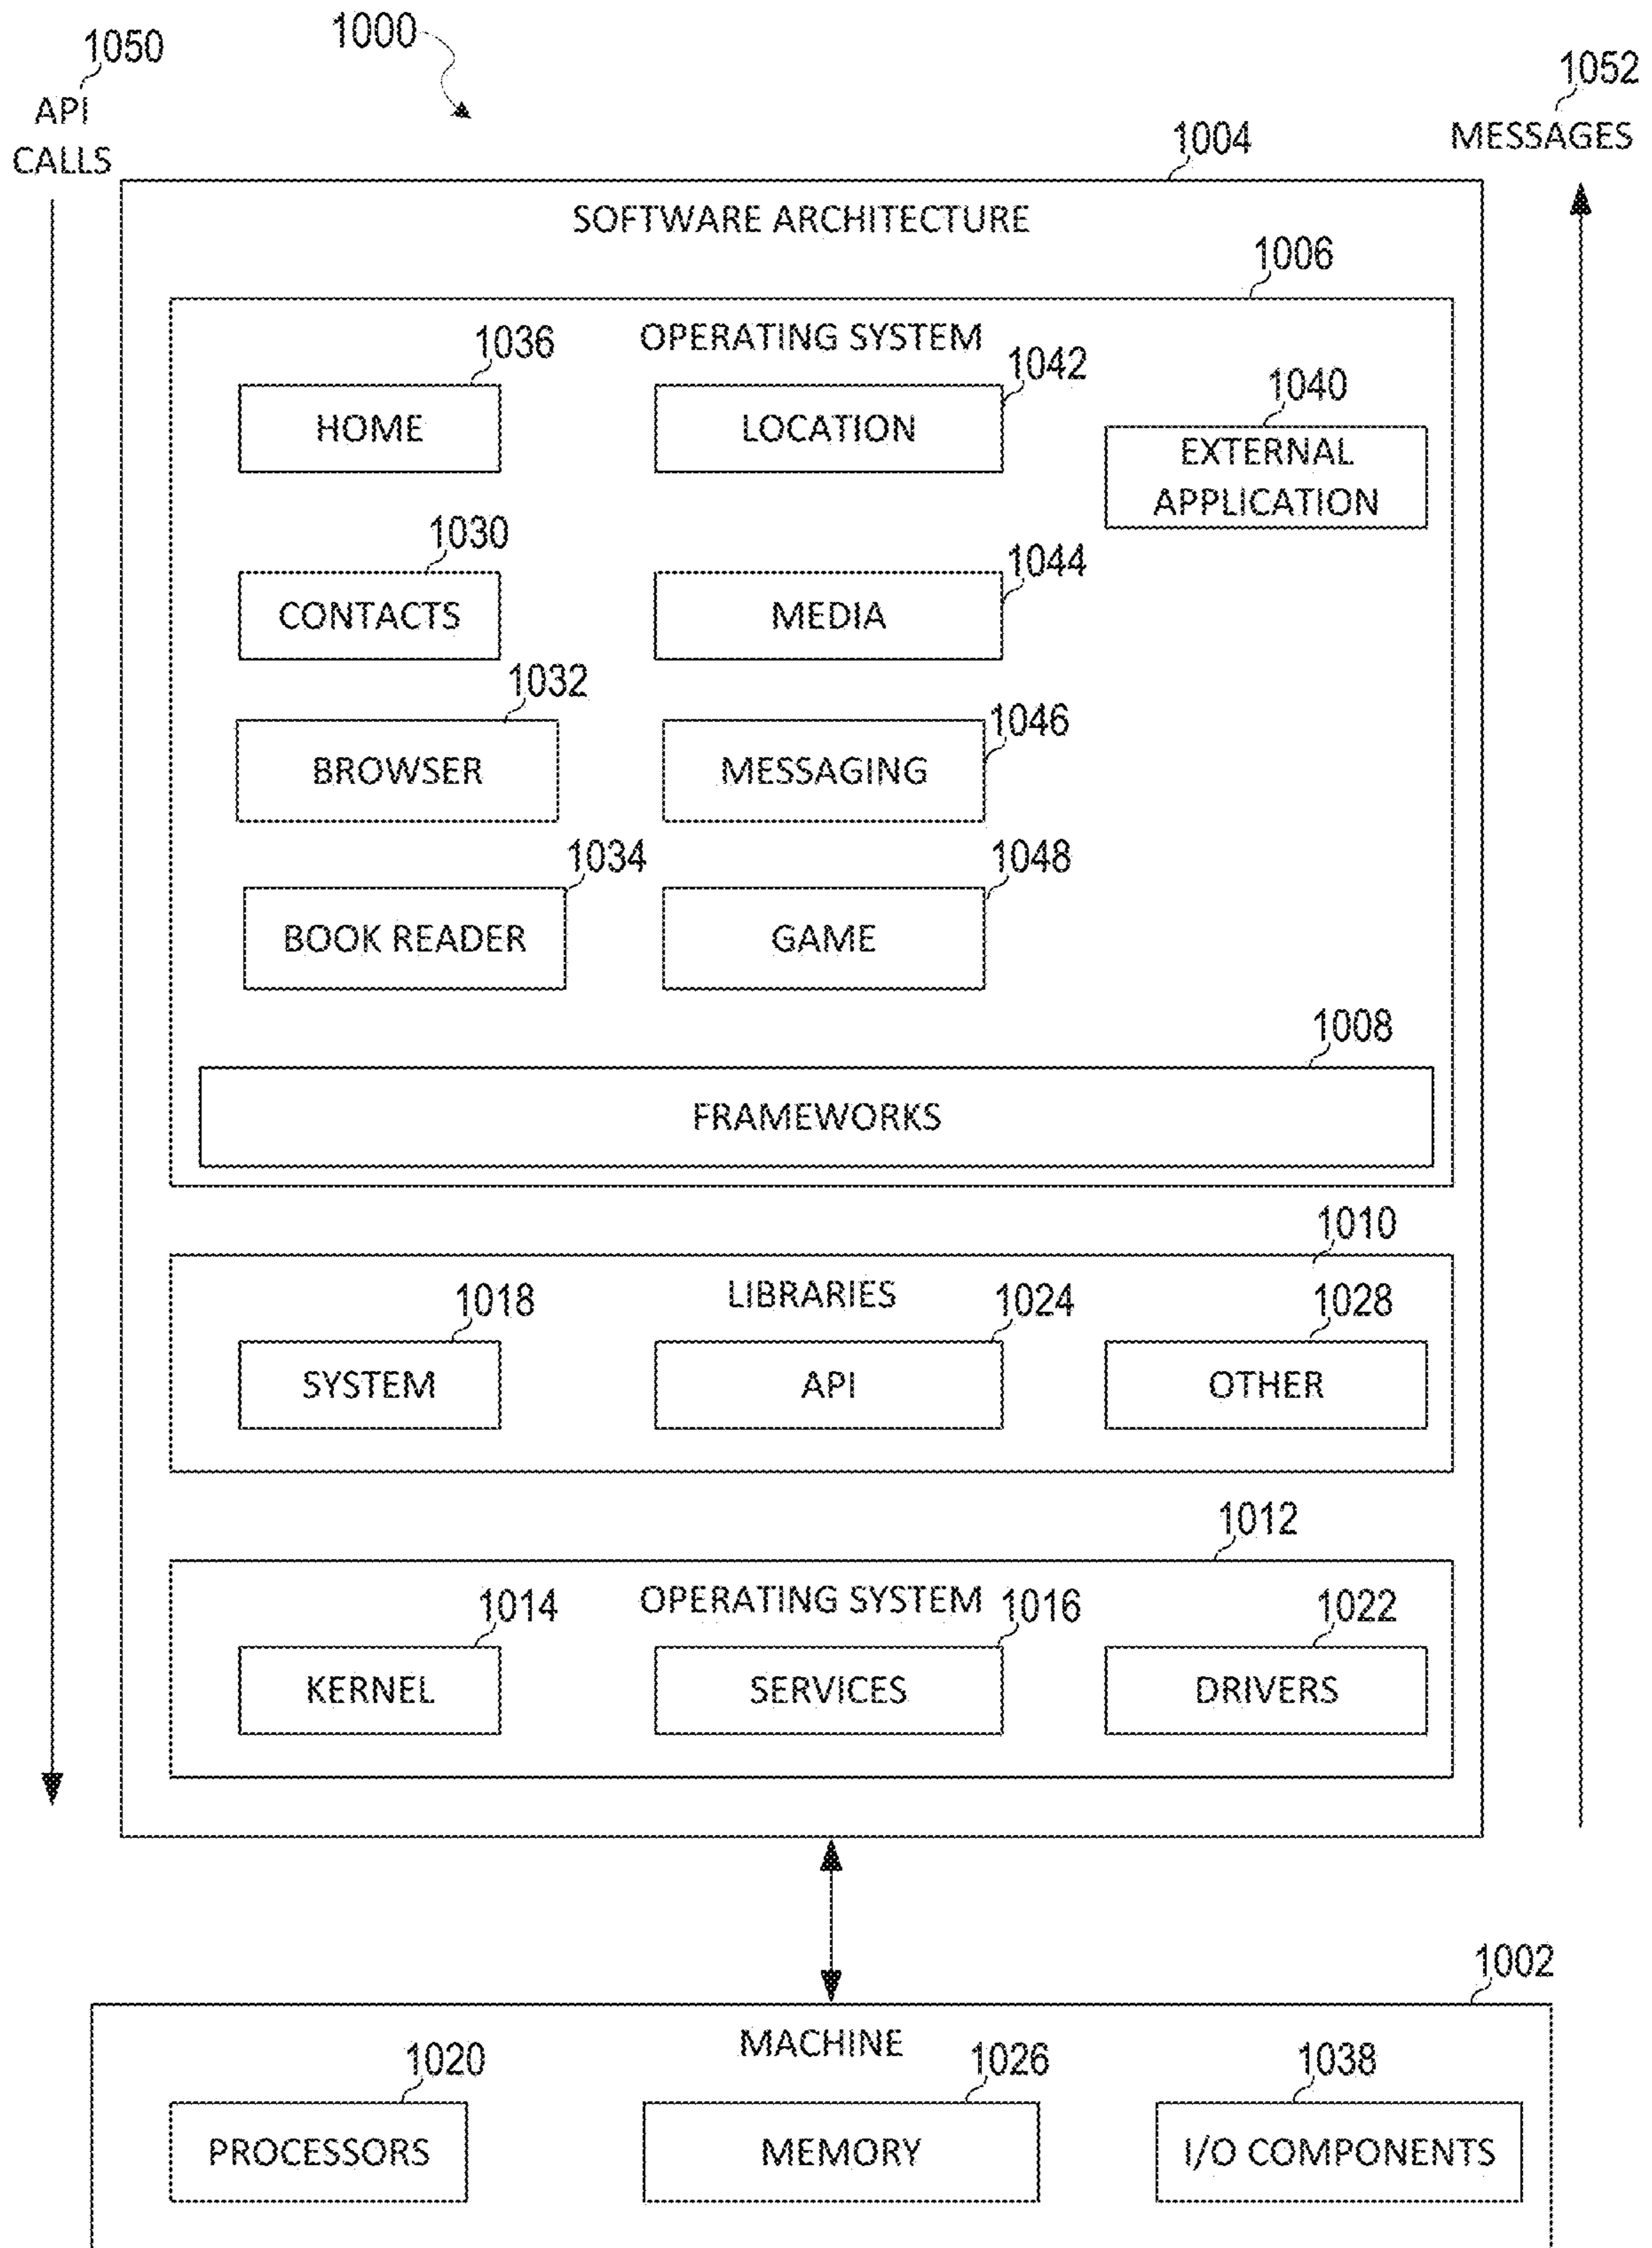 1050
1000
1052
API
CALLS
MESSAGES
1004
SOFTWARE ARCHITECTURE
1006
OPERATING SYSTEM
1036
1042
1040
HOME
LOCATION
EXTERNAL
APPLICATION
1030
1044
CONTACTS
MEDIA
1032
1046
BROWSER
MESSAGING
1034
1048
BOOK READER
GAME
1008
FRAMEWORKS
1010
LIBRARIES
1018
1024
1028
SYSTEM
API
OTHER
1012
OPERATING SYSTEM
1014
1016
1022
KERNEL
SERVICES
DRIVERS
1002
MACHINE
1020
1026
1038
PROCESSORS
MEMORY
I/O COMPONENTS